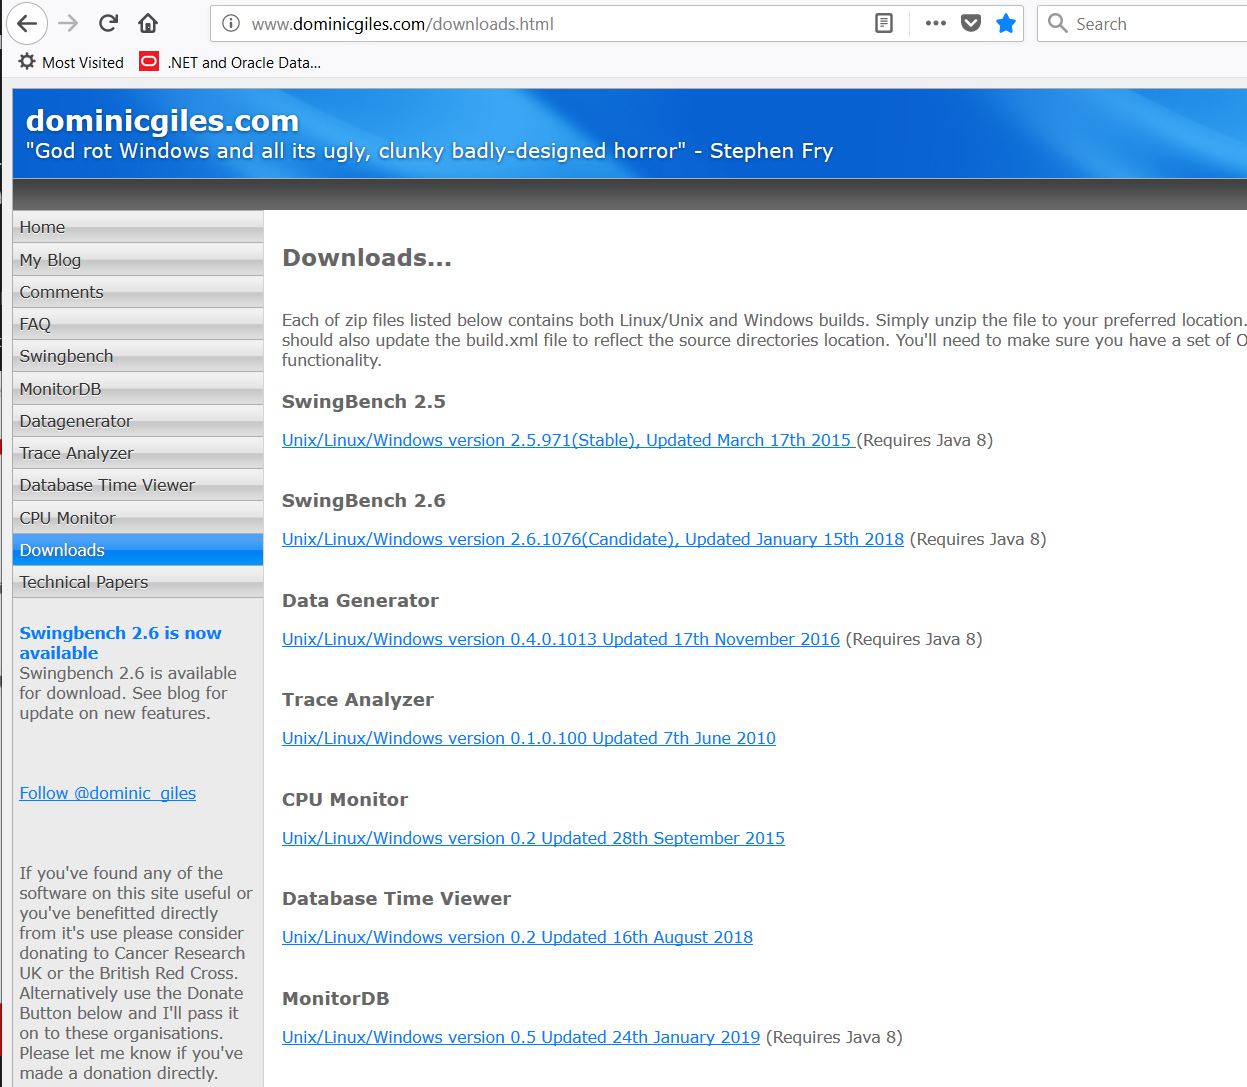 www.dominicgiles.com/downloads.html
Search
Most Visited
.NET and Oracle Data...
dominicgiles.com
"God rot Windows and all its ugly, clunky badly-designed horror" - Stephen Fry
Home
My Blog
Comments
FAQ
Swingbench
MonitorDB
Datagenerator
Trace Analyzer
Database Time Viewer
CPU Monitor
Downloads
Technical Papers
Swingbench 2.6 is now
available
Swingbench 2.6 is available
for download. See blog for
update on new features.
Follow @dominic_giles
If you've found any of the
software on this site useful or
you've benefitted directly
from it's use please consider
donating to Cancer Research
UK or the British Red Cross.
Alternatively use the Donate
Button below and I'll pass it
on to these organisations.
Please let me know if you've
made a donation directly.
Downloads...
Each of zip files listed below contains both Linux/Unix and Windows builds. Simply unzip the file to your preferred location.
should also update the build.xml file to reflect the source directories location. You'll need to make sure you have a set of O
functionality.
SwingBench 2.5
Unix/Linux/Windows version 2.5.971(Stable), Updated March 17th 2015 (Requires Java 8)
SwingBench 2.6
Unix/Linux/Windows version 2.6.1076(Candidate), Updated January 15th 2018 (Requires Java 8)
Data Generator
Unix/Linux/Windows version 0.4.0.1013 Updated 17th November 2016 (Requires Java 8)
Trace Analyzer
Unix/Linux/Windows version 0.1.0.100 Updated 7th June 2010
CPU Monitor
Unix/Linux/Windows version 0.2 Updated 28th September 2015
Database Time Viewer
Unix/Linux/Windows version 0.2 Updated 16th August 2018
MonitorDB
Unix/Linux/Windows version 0.5 Updated 24th January 2019 (Requires Java 8)